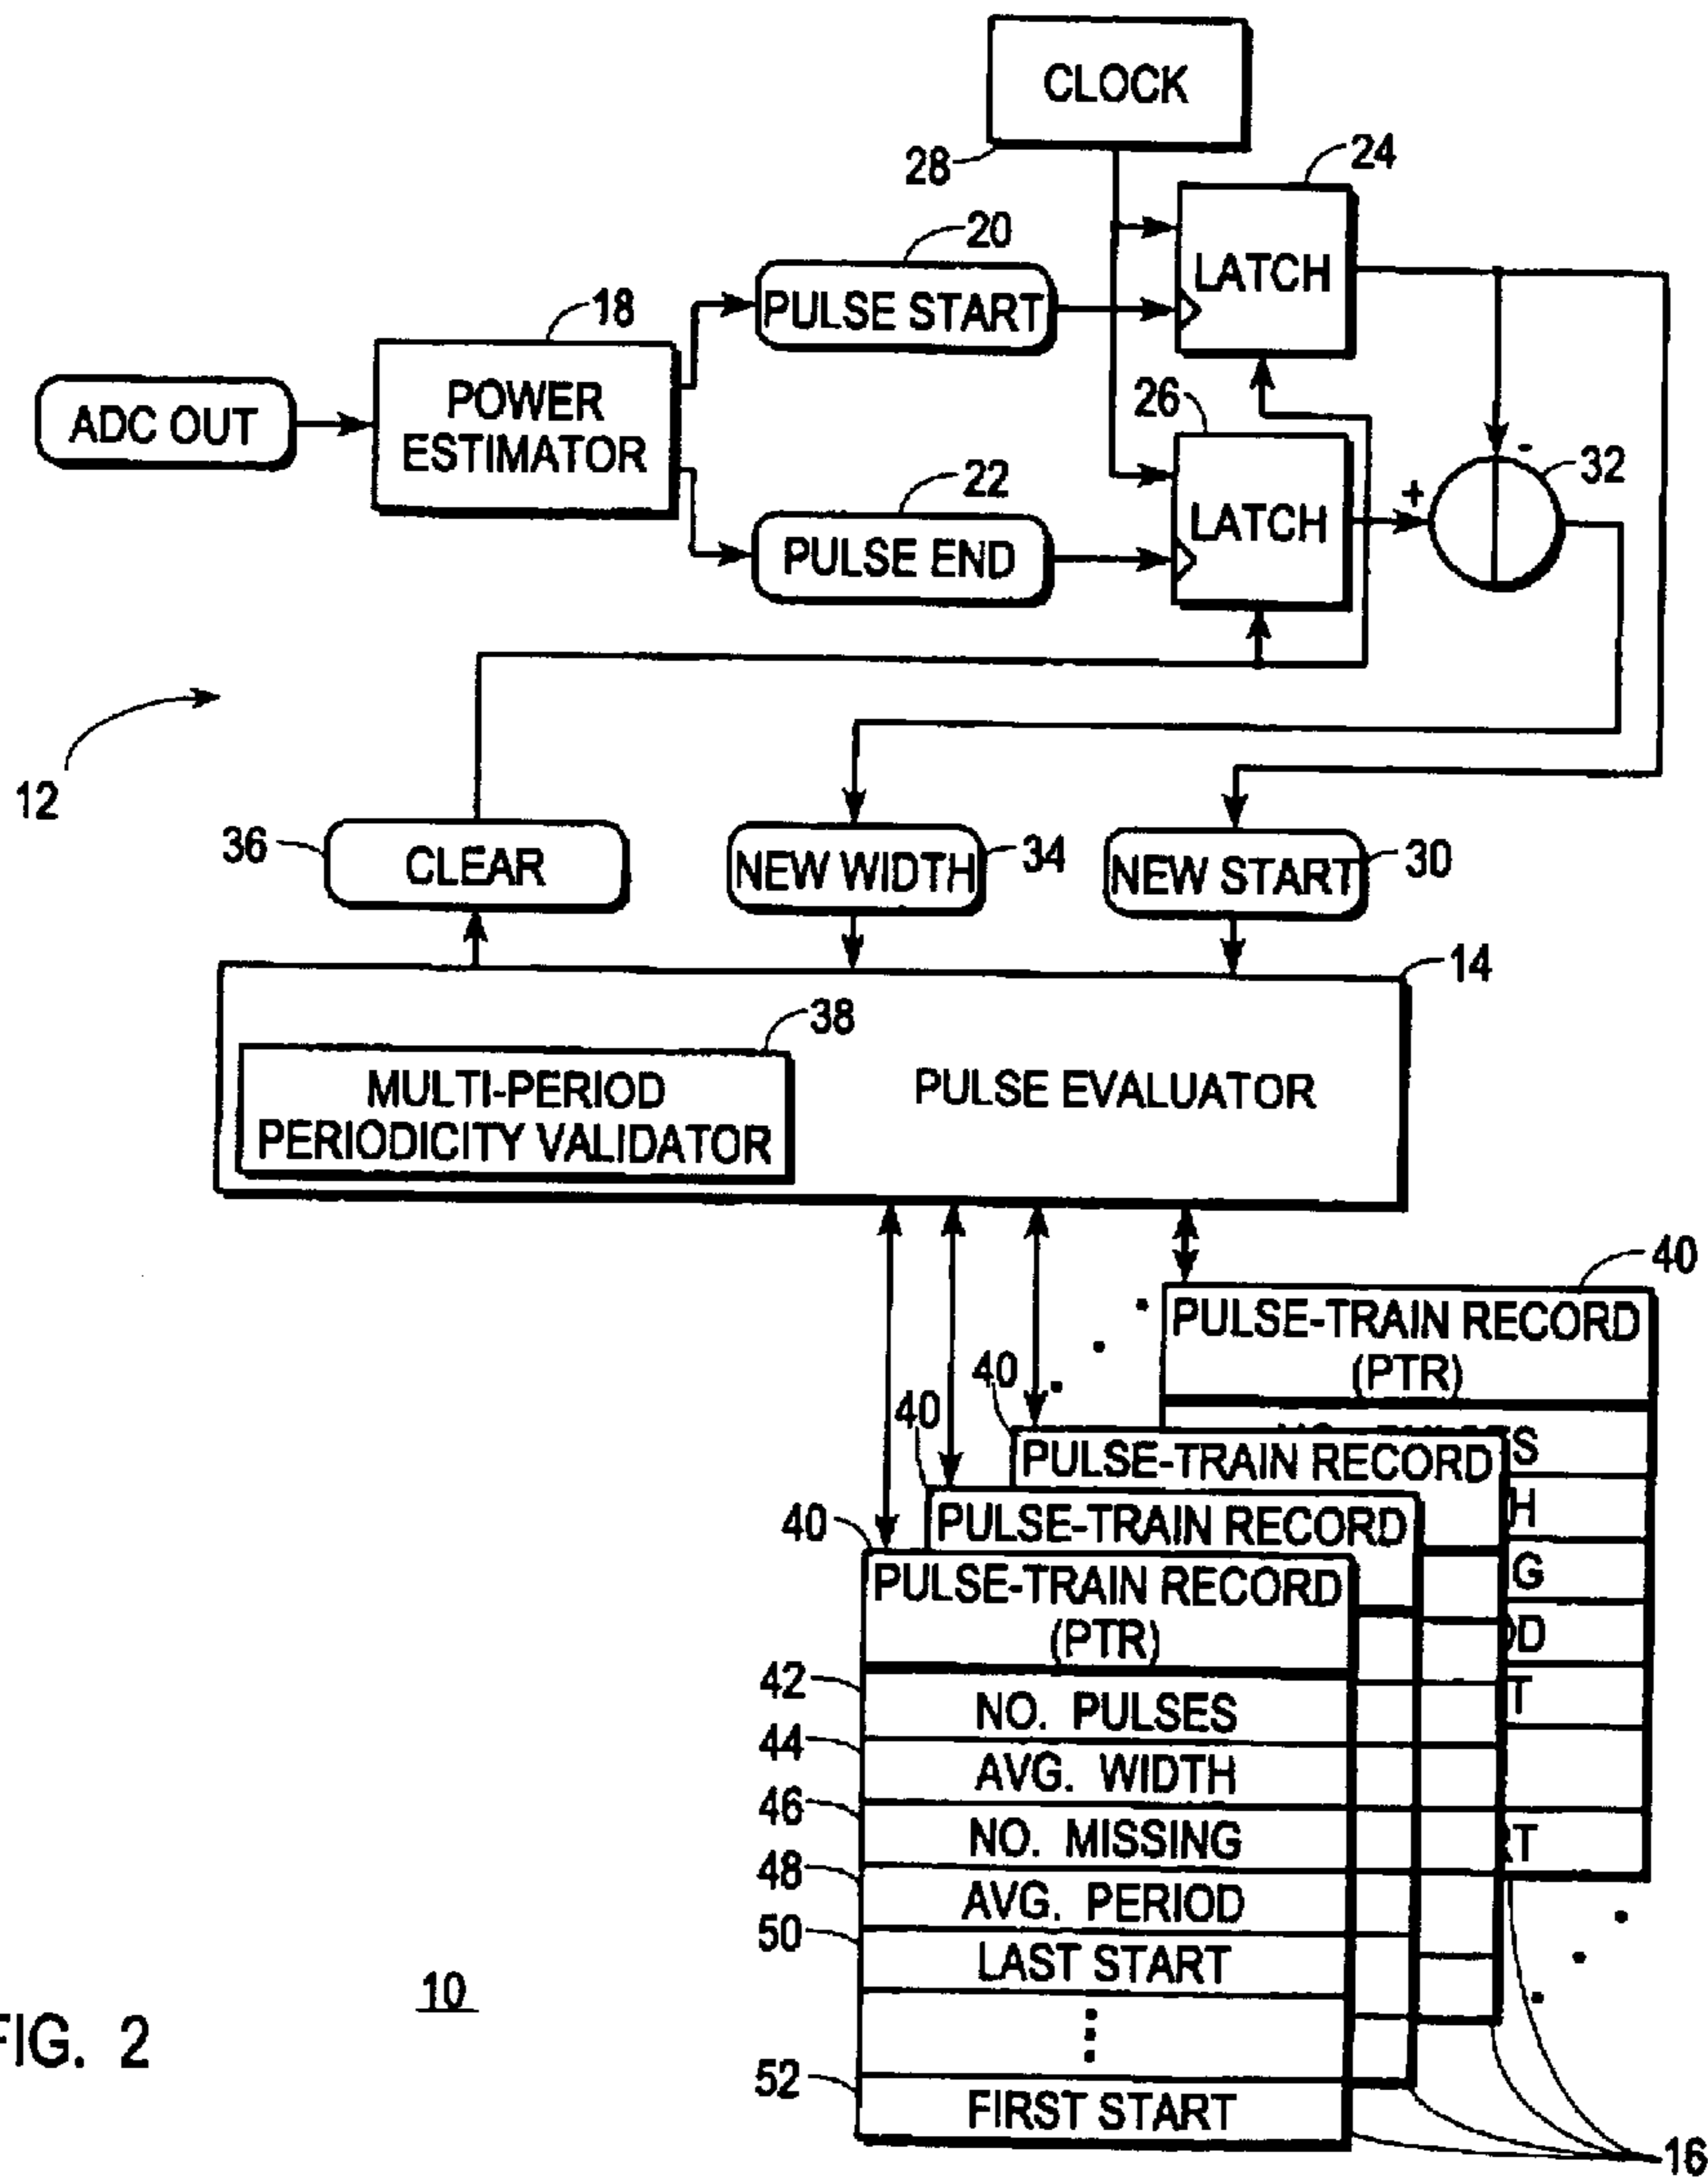 CLOCK
28
24
20
LATCH
PULSE START
18
26
ADC OUT
POWER
ESTIMATOR
-
32
+
22
LATCH
PULSE END
12
36
CLEAR
NEW WIDTH
34
NEW START
30
14
38
MULTI-PERIOD
PERIODICITY VALIDATOR
PULSE EVALUATOR
40
PULSE-TRAIN RECORD
(PTR)
S
H
G
D
T
RT
40
PULSE-TRAIN RECORD
40
PULSE-TRAIN RECORD
40
PULSE-TRAIN RECORD
(PTR)
42
NO. PULSES
44
AVG. WIDTH
46
NO. MISSING
48
AVG. PERIOD
50
LAST START
52
FIRST START
16
10
FIG. 2